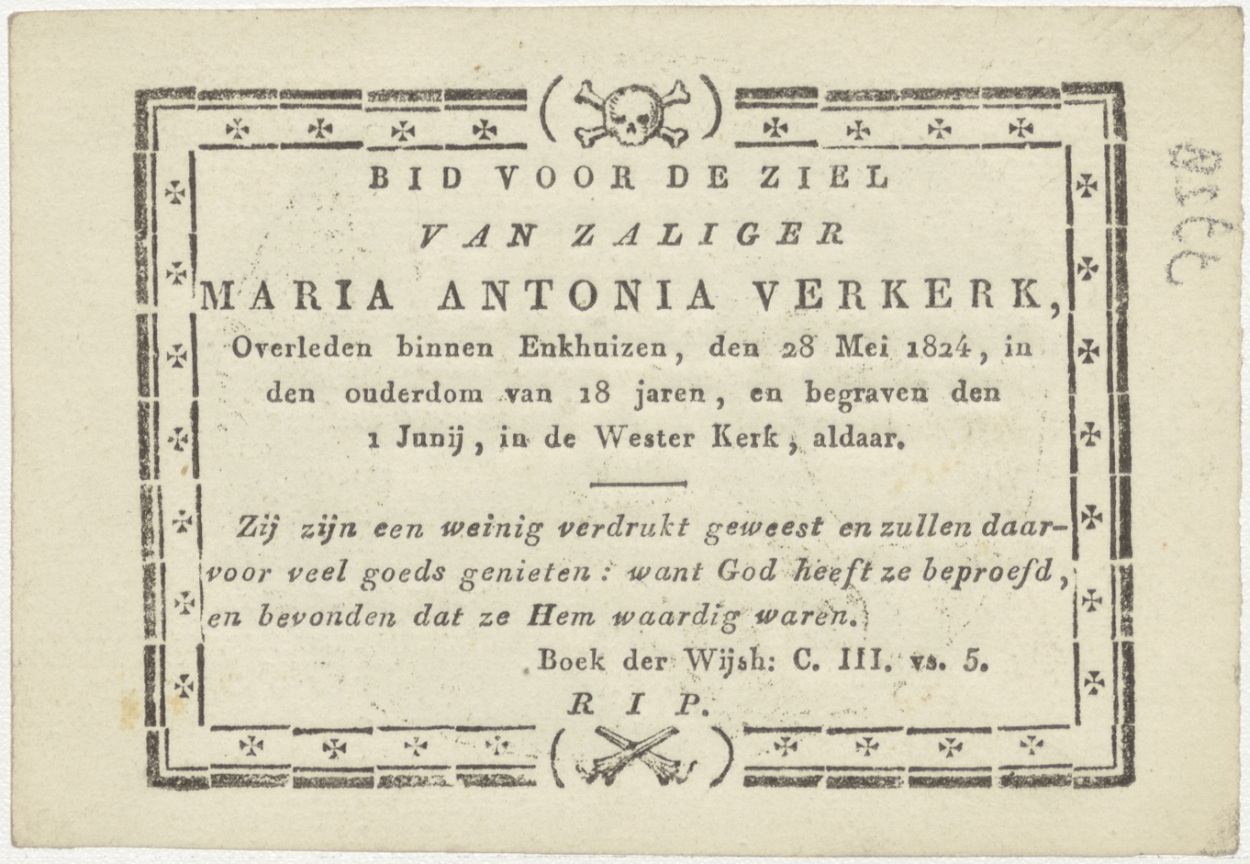 BID VOOR DE ZIEL
VAN ZALIGER
MARIA ANTONIA VERKERK,
Overleden binnen Enkhuizen, den 28 Mei 1824, in
den ouderdom van 18 jaren, en begraven den
1 Junij, in de Wester Kerk, aldaar.
Zij zijn een weinig verdrukt geweest en zullen daar-
voor veel goeds genieten: want God heeft ze beproefd,
en bevonden dat ze Hem waardig waren.
Boek der Wijsh: C. III. vs. 5.
R I P.